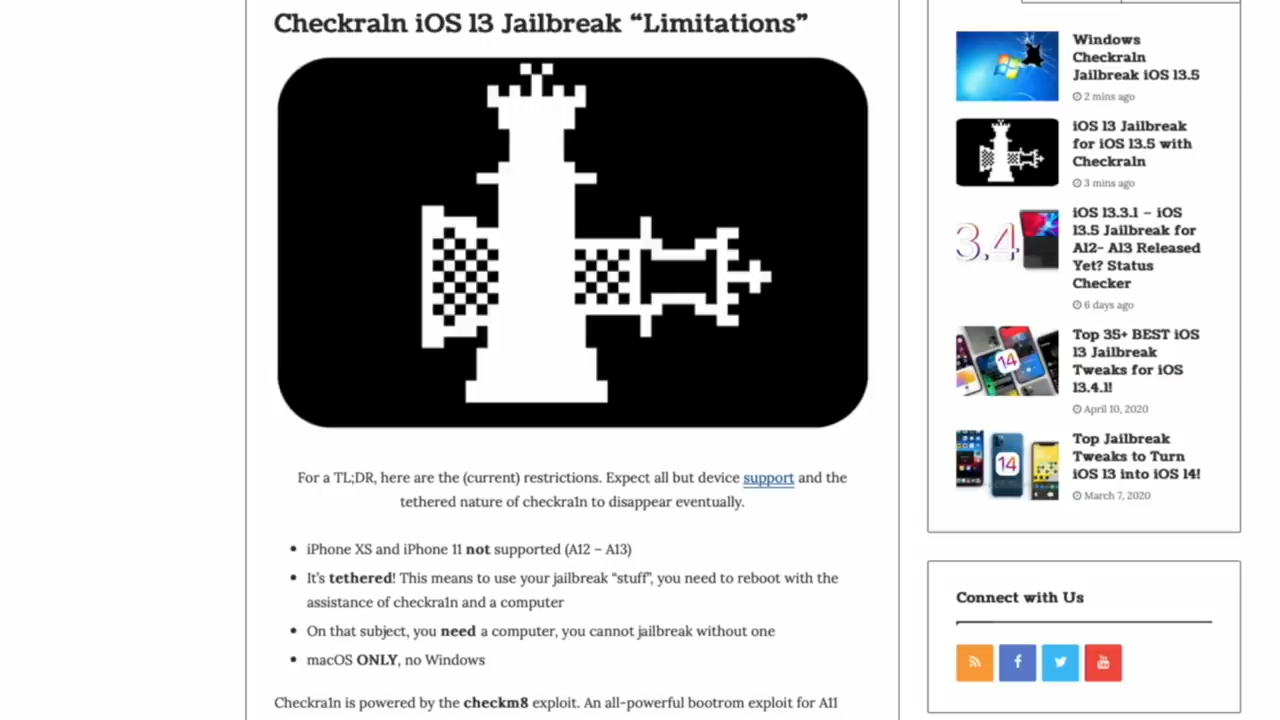 Checkra1n iOS 13 Jailbreak “Limitations”
For a TL;DR, here are the (current) restrictions. Expect all but device support and the
tethered nature of checkra1n to disappear eventually.
• iPhone XS and iPhone 11 not supported (A12 – A13)
• It’s tethered! This means to use your jailbreak “stuff”, you need to reboot with the
assistance of checkra1n and a computer
• On that subject, you need a computer, you cannot jailbreak without one
• macOS ONLY, no Windows
Checkra1n is powered by the checkm8 exploit. An all-powerful bootrom exploit for A11
Windows
Checkra1n
Jailbreak iOS 13.5
2 mins ago
iOS 13 Jailbreak
for iOS 13.5 with
Checkra1n
3 mins ago
3.4
iOS 13.3.1 – iOS
13.5 Jailbreak for
A12- A13 Released
Yet? Status
Checker
6 days ago
14
Top 35+ BEST iOS
13 Jailbreak
Tweaks for iOS
13.4.1!
April 10, 2020
14
Top Jailbreak
Tweaks to Turn
iOS 13 into iOS 14!
March 7, 2020
Connect with Us